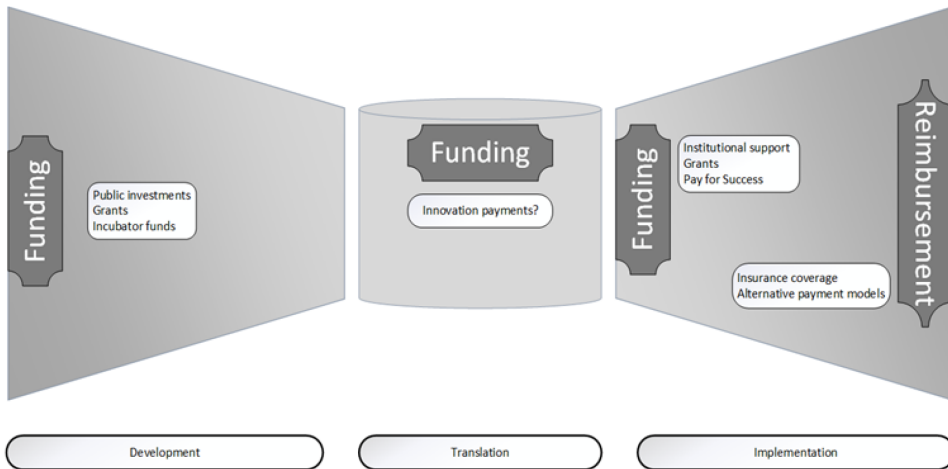 Funding
Public investments
Grants
Incubator funds
Funding
Innovation payments?
Funding
Institutional support
Grants
Pay for Success
Insurance coverage
Alternative payment models
Reimbursement
Development
Translation
Implementation